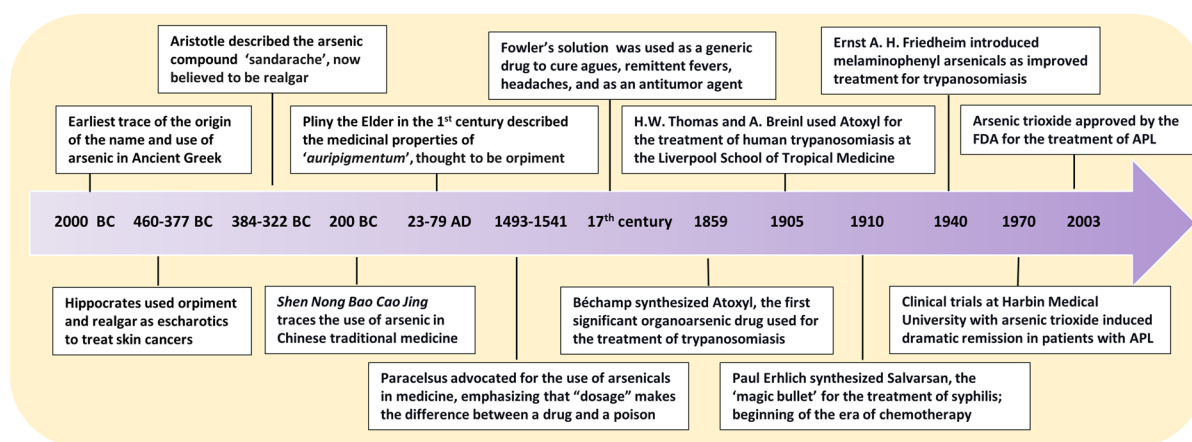 Aristotle described the arsenic
compound ‘sandarache’, now
believed to be realgar
Fowler’s solution was used as a generic
drug to cure agues, remittent fevers,
headaches, and as an antitumor agent
Ernst A. H. Friedheim introduced
melaminophenyl arsenicals as improved
treatment for trypanosomiasis
Earliest trace of the origin
of the name and use of
arsenic in Ancient Greek
Pliny the Elder in the 1st century described
the medicinal properties of
‘auripigmentum’, thought to be orpiment
H.W. Thomas and A. Breinl used Atoxyl for
the treatment of human trypanosomiasis at
the Liverpool School of Tropical Medicine
Arsenic trioxide approved by the
FDA for the treatment of APL
2000 BC 460-377 BC 384-322 BC 200 BC 23-79 AD 1493-1541 17th century 1859 1905 1910 1940 1970 2003
Hippocrates used orpiment
and realgar as escharotics
to treat skin cancers
Shen Nong Bao Cao Jing
traces the use of arsenic in
Chinese traditional medicine
Béchamp synthesized Atoxyl, the first
significant organoarsenic drug used for
the treatment of trypanosomiasis
Clinical trials at Harbin Medical
University with arsenic trioxide induced
dramatic remission in patients with APL
Paracelsus advocated for the use of arsenicals
in medicine, emphasizing that “dosage” makes
the difference between a drug and a poison
Paul Erhlich synthesized Salvarsan, the
‘magic bullet’ for the treatment of syphilis;
beginning of the era of chemotherapy